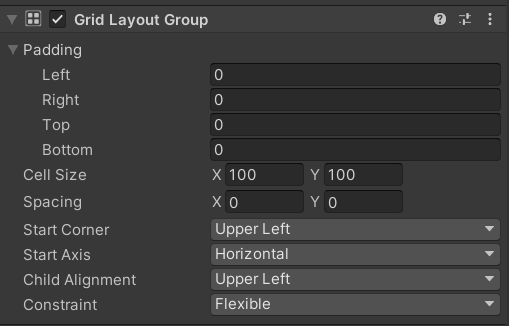 Grid Layout Group
Padding
Left 0
Right 0
Top 0
Bottom 0
Cell Size X 100 Y 100
Spacing X 0 Y 0
Start Corner Upper Left
Start Axis Horizontal
Child Alignment Upper Left
Constraint Flexible